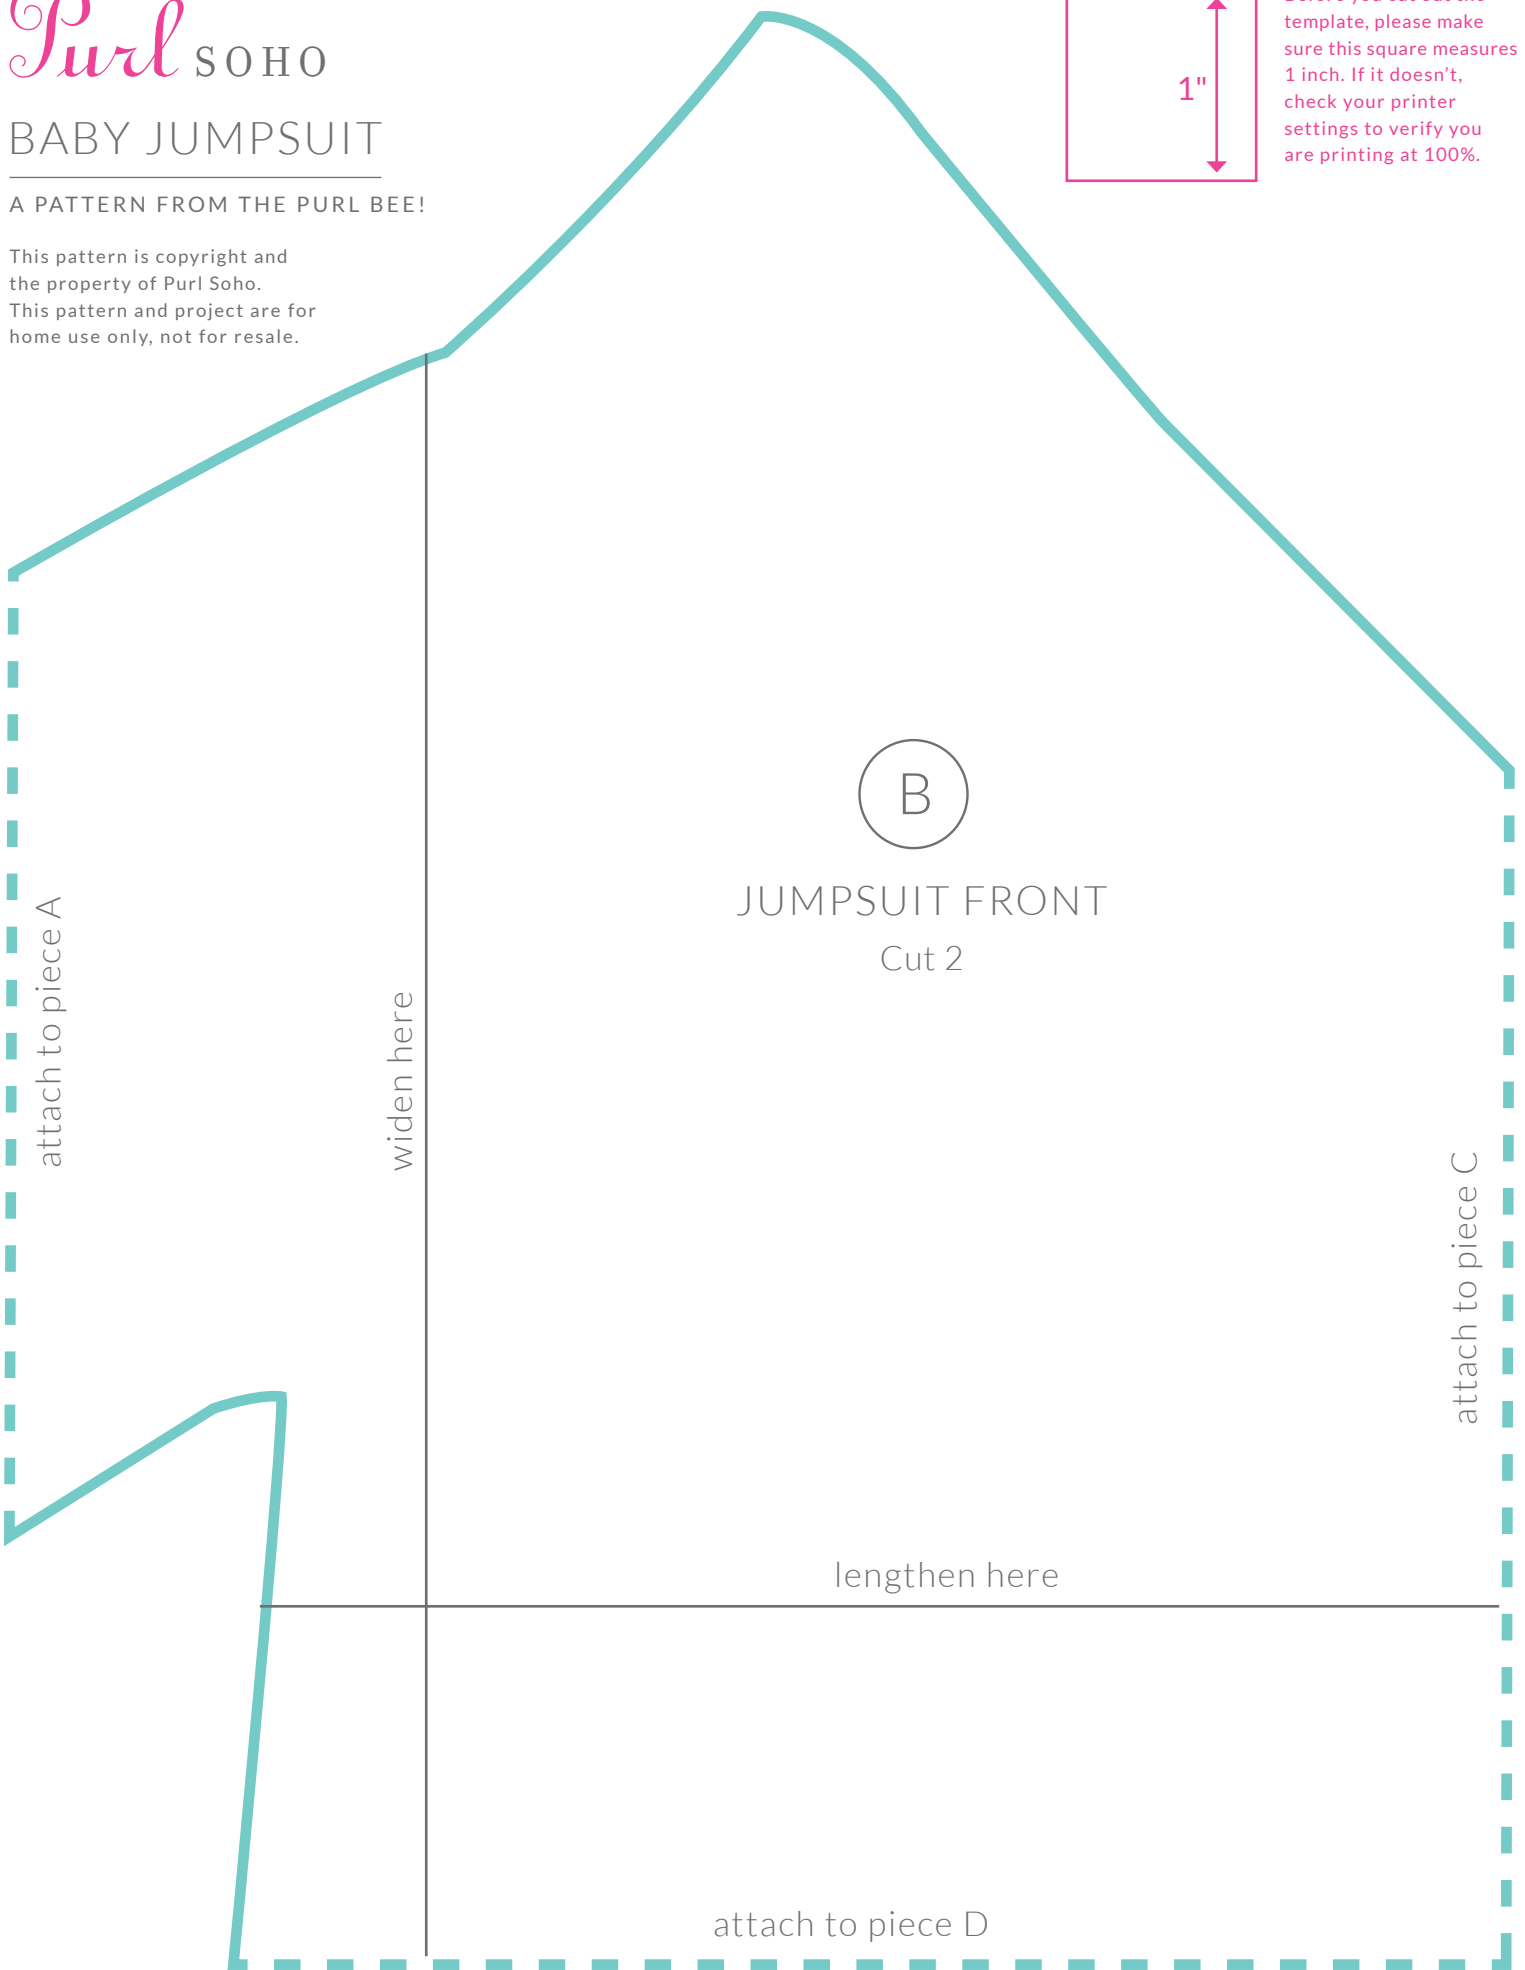 Purl SOHO
BABY JUMPSUIT
A PATTERN FROM THE PURL BEE!
This pattern is copyright and
the property of Purl Soho.
This pattern and project are for
home use only, not for resale.
1"
template, please make
sure this square measures
1 inch. If it doesn't,
check your printer
settings to verify you
are printing at 100%.
B
JUMPSUIT FRONT
Cut 2
attach to piece A
widen here
attach to piece C
lengthen here
attach to piece D